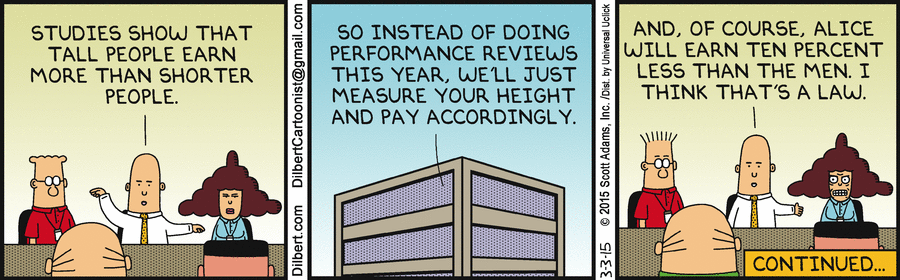 STUDIES SHOW THAT
TALL PEOPLE EARN
MORE THAN SHORTER
PEOPLE.
Dilbert.com DilbertCartoonist@gmail.com
SO INSTEAD OF DOING
PERFORMANCE REVIEWS
THIS YEAR, WE'LL JUST
MEASURE YOUR HEIGHT
AND PAY ACCORDINGLY.
3-3-15 © 2015 Scott Adams, Inc. /Dist. by Universal Uclick
AND, OF COURSE, ALICE
WILL EARN TEN PERCENT
LESS THAN THE MEN. I
THINK THAT'S A LAW.
CONTINUED...